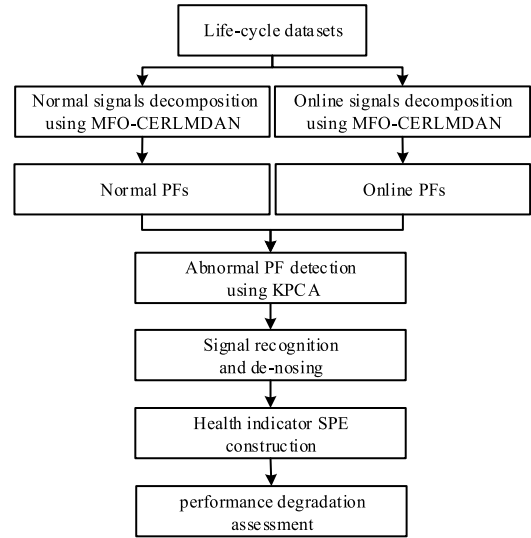 Life-cycle datasets
Normal signals decomposition
using MFO-CERLMDAN
Online signals decomposition
using MFO-CERLMDAN
Normal PFs
Online PFs
Abnormal PF detection
using KPCA
Signal recognition
and de-nosing
Health indicator SPE
construction
performance degradation
assessment